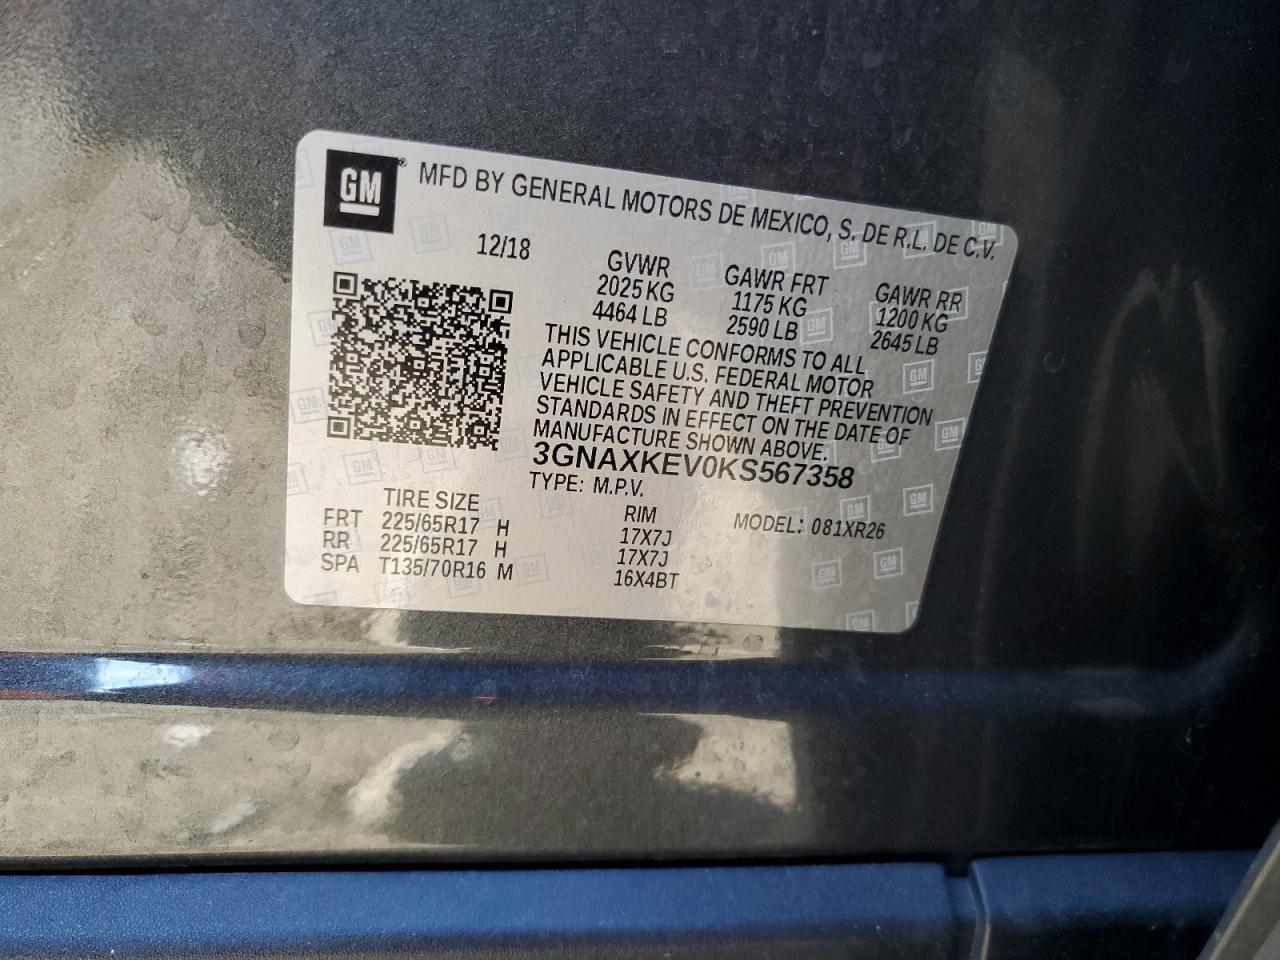 GM ® MFD BY GENERAL MOTORS DE MEXICO, S. DE R.L. DE C.V.
12/18
GVWR GAWR FRT GAWR RR
2025 KG 1175 KG 1200 KG
4464 LB 2590 LB 2645 LB
THIS VEHICLE CONFORMS TO ALL
APPLICABLE U.S. FEDERAL MOTOR
VEHICLE SAFETY AND THEFT PREVENTION
STANDARDS IN EFFECT ON THE DATE OF
MANUFACTURE SHOWN ABOVE.
3GNAXKEV0KS567358
TYPE: M.P.V.
TIRE SIZE RIM MODEL: 081XR26
FRT 225/65R17 H 17X7J
RR 225/65R17 H 17X7J
SPA T135/70R16 M 16X4BT